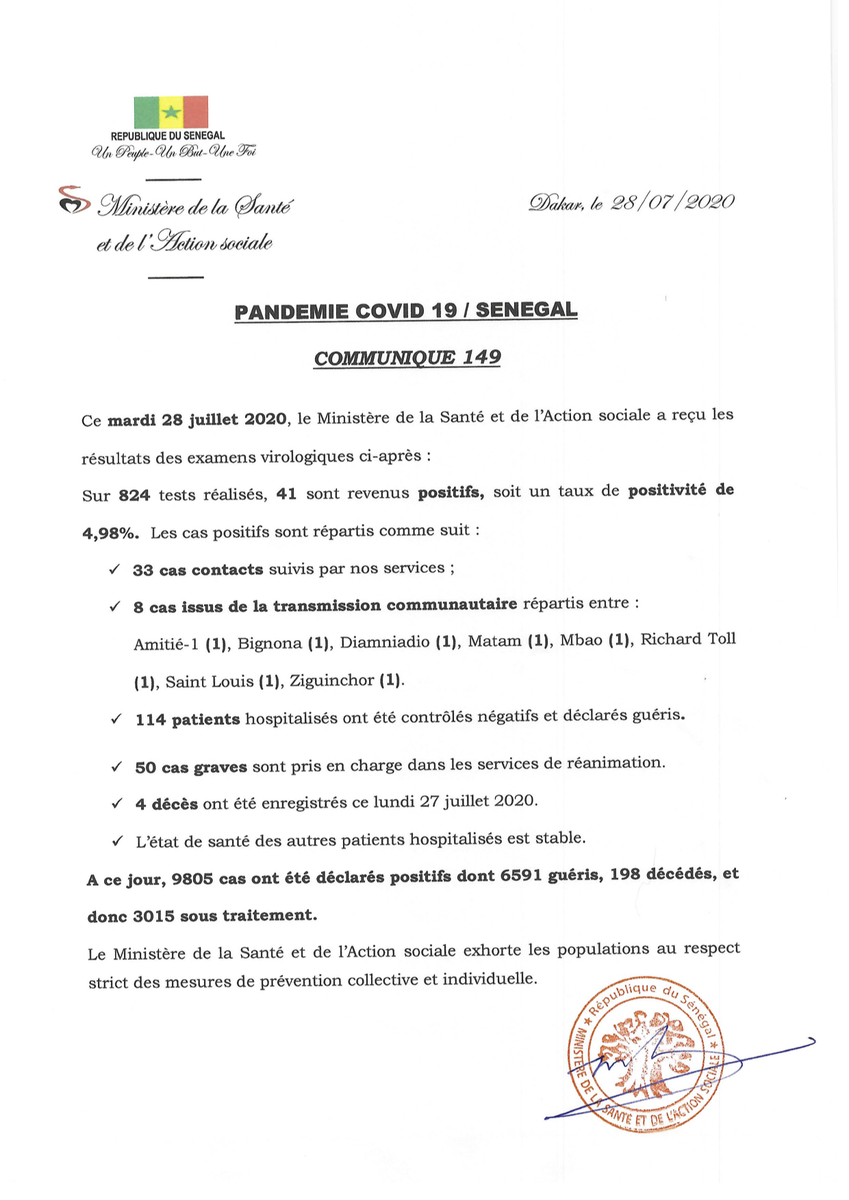 REPUBLIQUE DU SENEGAL
Un Peuple-Un But-Une Foi
Ministère de la Santé
et de l'Action sociale
Dakar, le 28/07/2020
PANDEMIE COVID 19 / SENEGAL
COMMUNIQUE 149
Ce mardi 28 juillet 2020, le Ministère de la Santé et de l'Action sociale a reçu les
résultats des examens virologiques ci-après :
Sur 824 tests réalisés, 41 sont revenus positifs, soit un taux de positivité de
4,98%. Les cas positifs sont répartis comme suit :
✓ 33 cas contacts suivis par nos services ;
✓ 8 cas issus de la transmission communautaire répartis entre :
Amitié-1 (1), Bignona (1), Diamniadio (1), Matam (1), Mbao (1), Richard Toll
(1), Saint Louis (1), Ziguinchor (1).
✓ 114 patients hospitalisés ont été contrôlés négatifs et déclarés guéris.
✓ 50 cas graves sont pris en charge dans les services de réanimation.
✓ 4 décès ont été enregistrés ce lundi 27 juillet 2020.
✓ L'état de santé des autres patients hospitalisés est stable.
A ce jour, 9805 cas ont été déclarés positifs dont 6591 guéris, 198 décédés, et
donc 3015 sous traitement.
Le Ministère de la Santé et de l'Action sociale exhorte les populations au respect
strict des mesures de prévention collective et individuelle.
★ République du Sénégal ★
MINISTERE DE LA SANTE ET DE L'ACTION SOCIALE